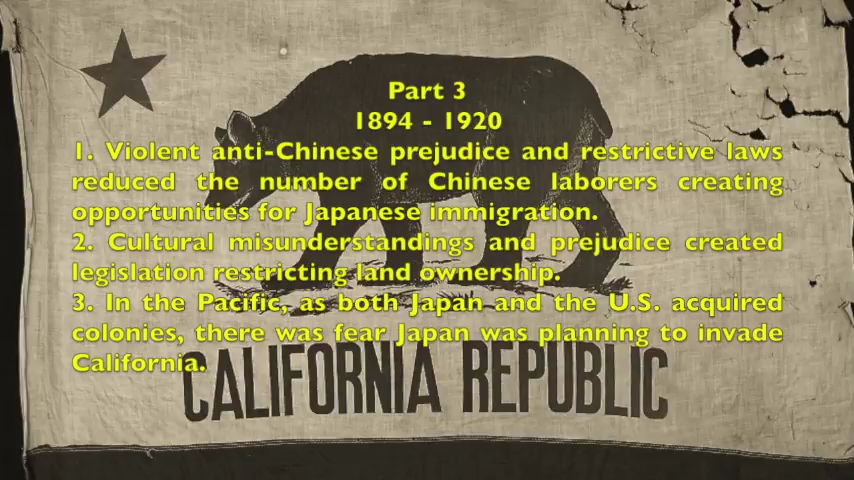 Part 3
1894 - 1920
1. Violent anti-Chinese prejudice and restrictive laws
reduced the number of Chinese laborers creating
opportunities for Japanese immigration.
2. Cultural misunderstandings and prejudice created
legislation restricting land ownership.
3. In the Pacific, as both Japan and the U.S. acquired
colonies, there was fear Japan was planning to invade
California.
CALIFORNIA REPUBLIC